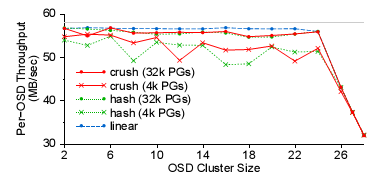 60
50
40
30
Per−OSD Throughput
(MB/sec)
crush (32k PGs)
crush (4k PGs)
hash (32k PGs)
hash (4k PGs)
linear
2 6 10 14 18 22 26
OSD Cluster Size